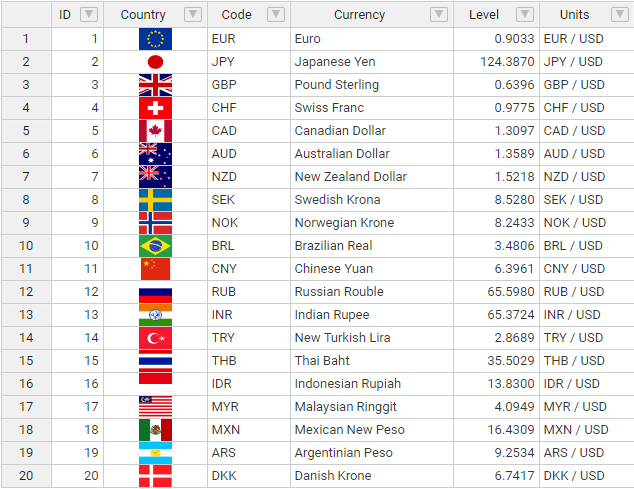 ID Country Code Currency Level Units
1 1 EUR Euro 0.9033 EUR / USD
2 2 JPY Japanese Yen 124.3870 JPY / USD
3 3 GBP Pound Sterling 0.6396 GBP / USD
4 4 CHF Swiss Franc 0.9775 CHF / USD
5 5 CAD Canadian Dollar 1.3097 CAD / USD
6 6 AUD Australian Dollar 1.3589 AUD / USD
7 7 NZD New Zealand Dollar 1.5218 NZD / USD
8 8 SEK Swedish Krona 8.5280 SEK / USD
9 9 NOK Norwegian Krone 8.2433 NOK / USD
10 10 BRL Brazilian Real 3.4806 BRL / USD
11 11 CNY Chinese Yuan 6.3961 CNY / USD
12 12 RUB Russian Rouble 65.5980 RUB / USD
13 13 INR Indian Rupee 65.3724 INR / USD
14 14 TRY New Turkish Lira 2.8689 TRY / USD
15 15 THB Thai Baht 35.5029 THB / USD
16 16 IDR Indonesian Rupiah 13.8300 IDR / USD
17 17 MYR Malaysian Ringgit 4.0949 MYR / USD
18 18 MXN Mexican New Peso 16.4309 MXN / USD
19 19 ARS Argentinian Peso 9.2534 ARS / USD
20 20 DKK Danish Krone 6.7417 DKK / USD